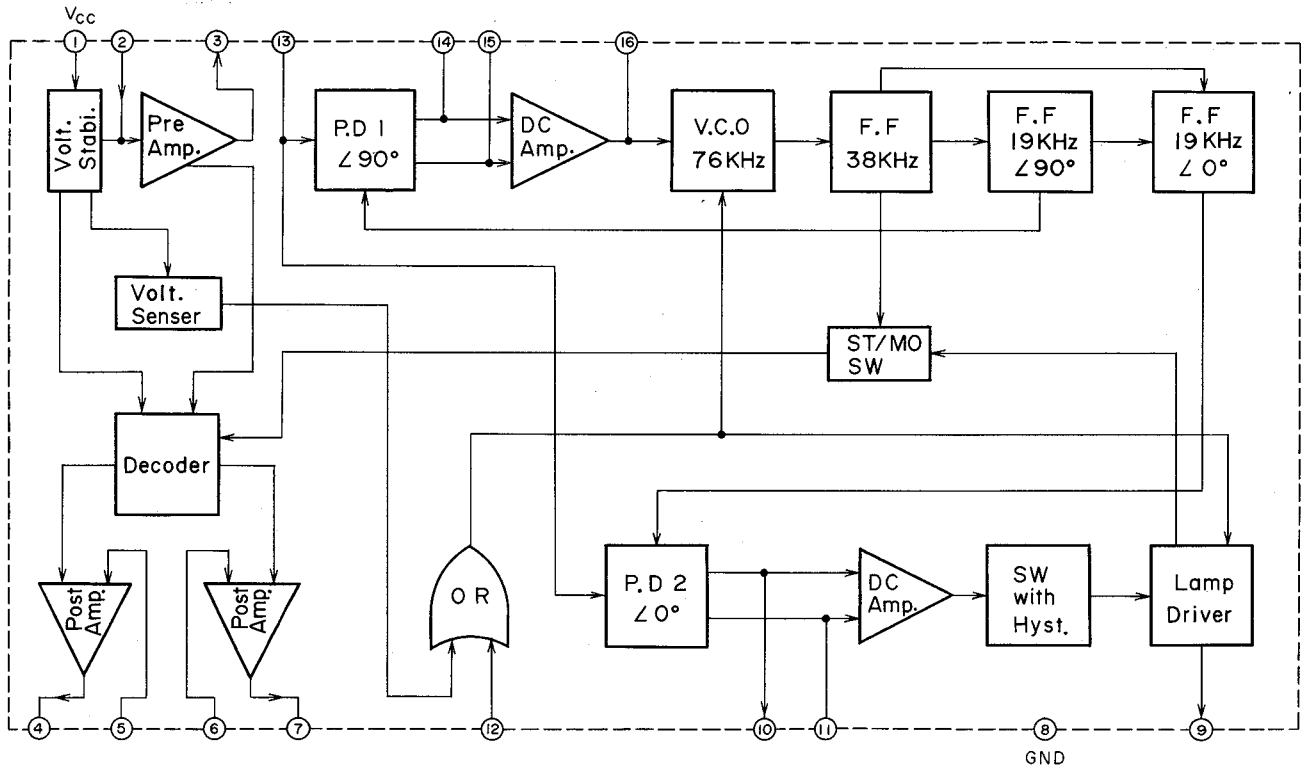 VCC
1
2
3
13
14
15
16
Volt.
Stabi.
Pre
Amp.
P.D 1
∠90°
DC
Amp.
V.C.O
76KHz
F.F
38KHz
F.F
19KHz
∠90°
F.F
19KHz
∠ 0°
Volt.
Senser
ST/MO
SW
Decoder
Post
Amp.
Post
Amp.
OR
P.D 2
∠0°
DC
Amp.
SW
with
Hyst.
Lamp
Driver
4
5
6
7
12
10
11
8
9
GND